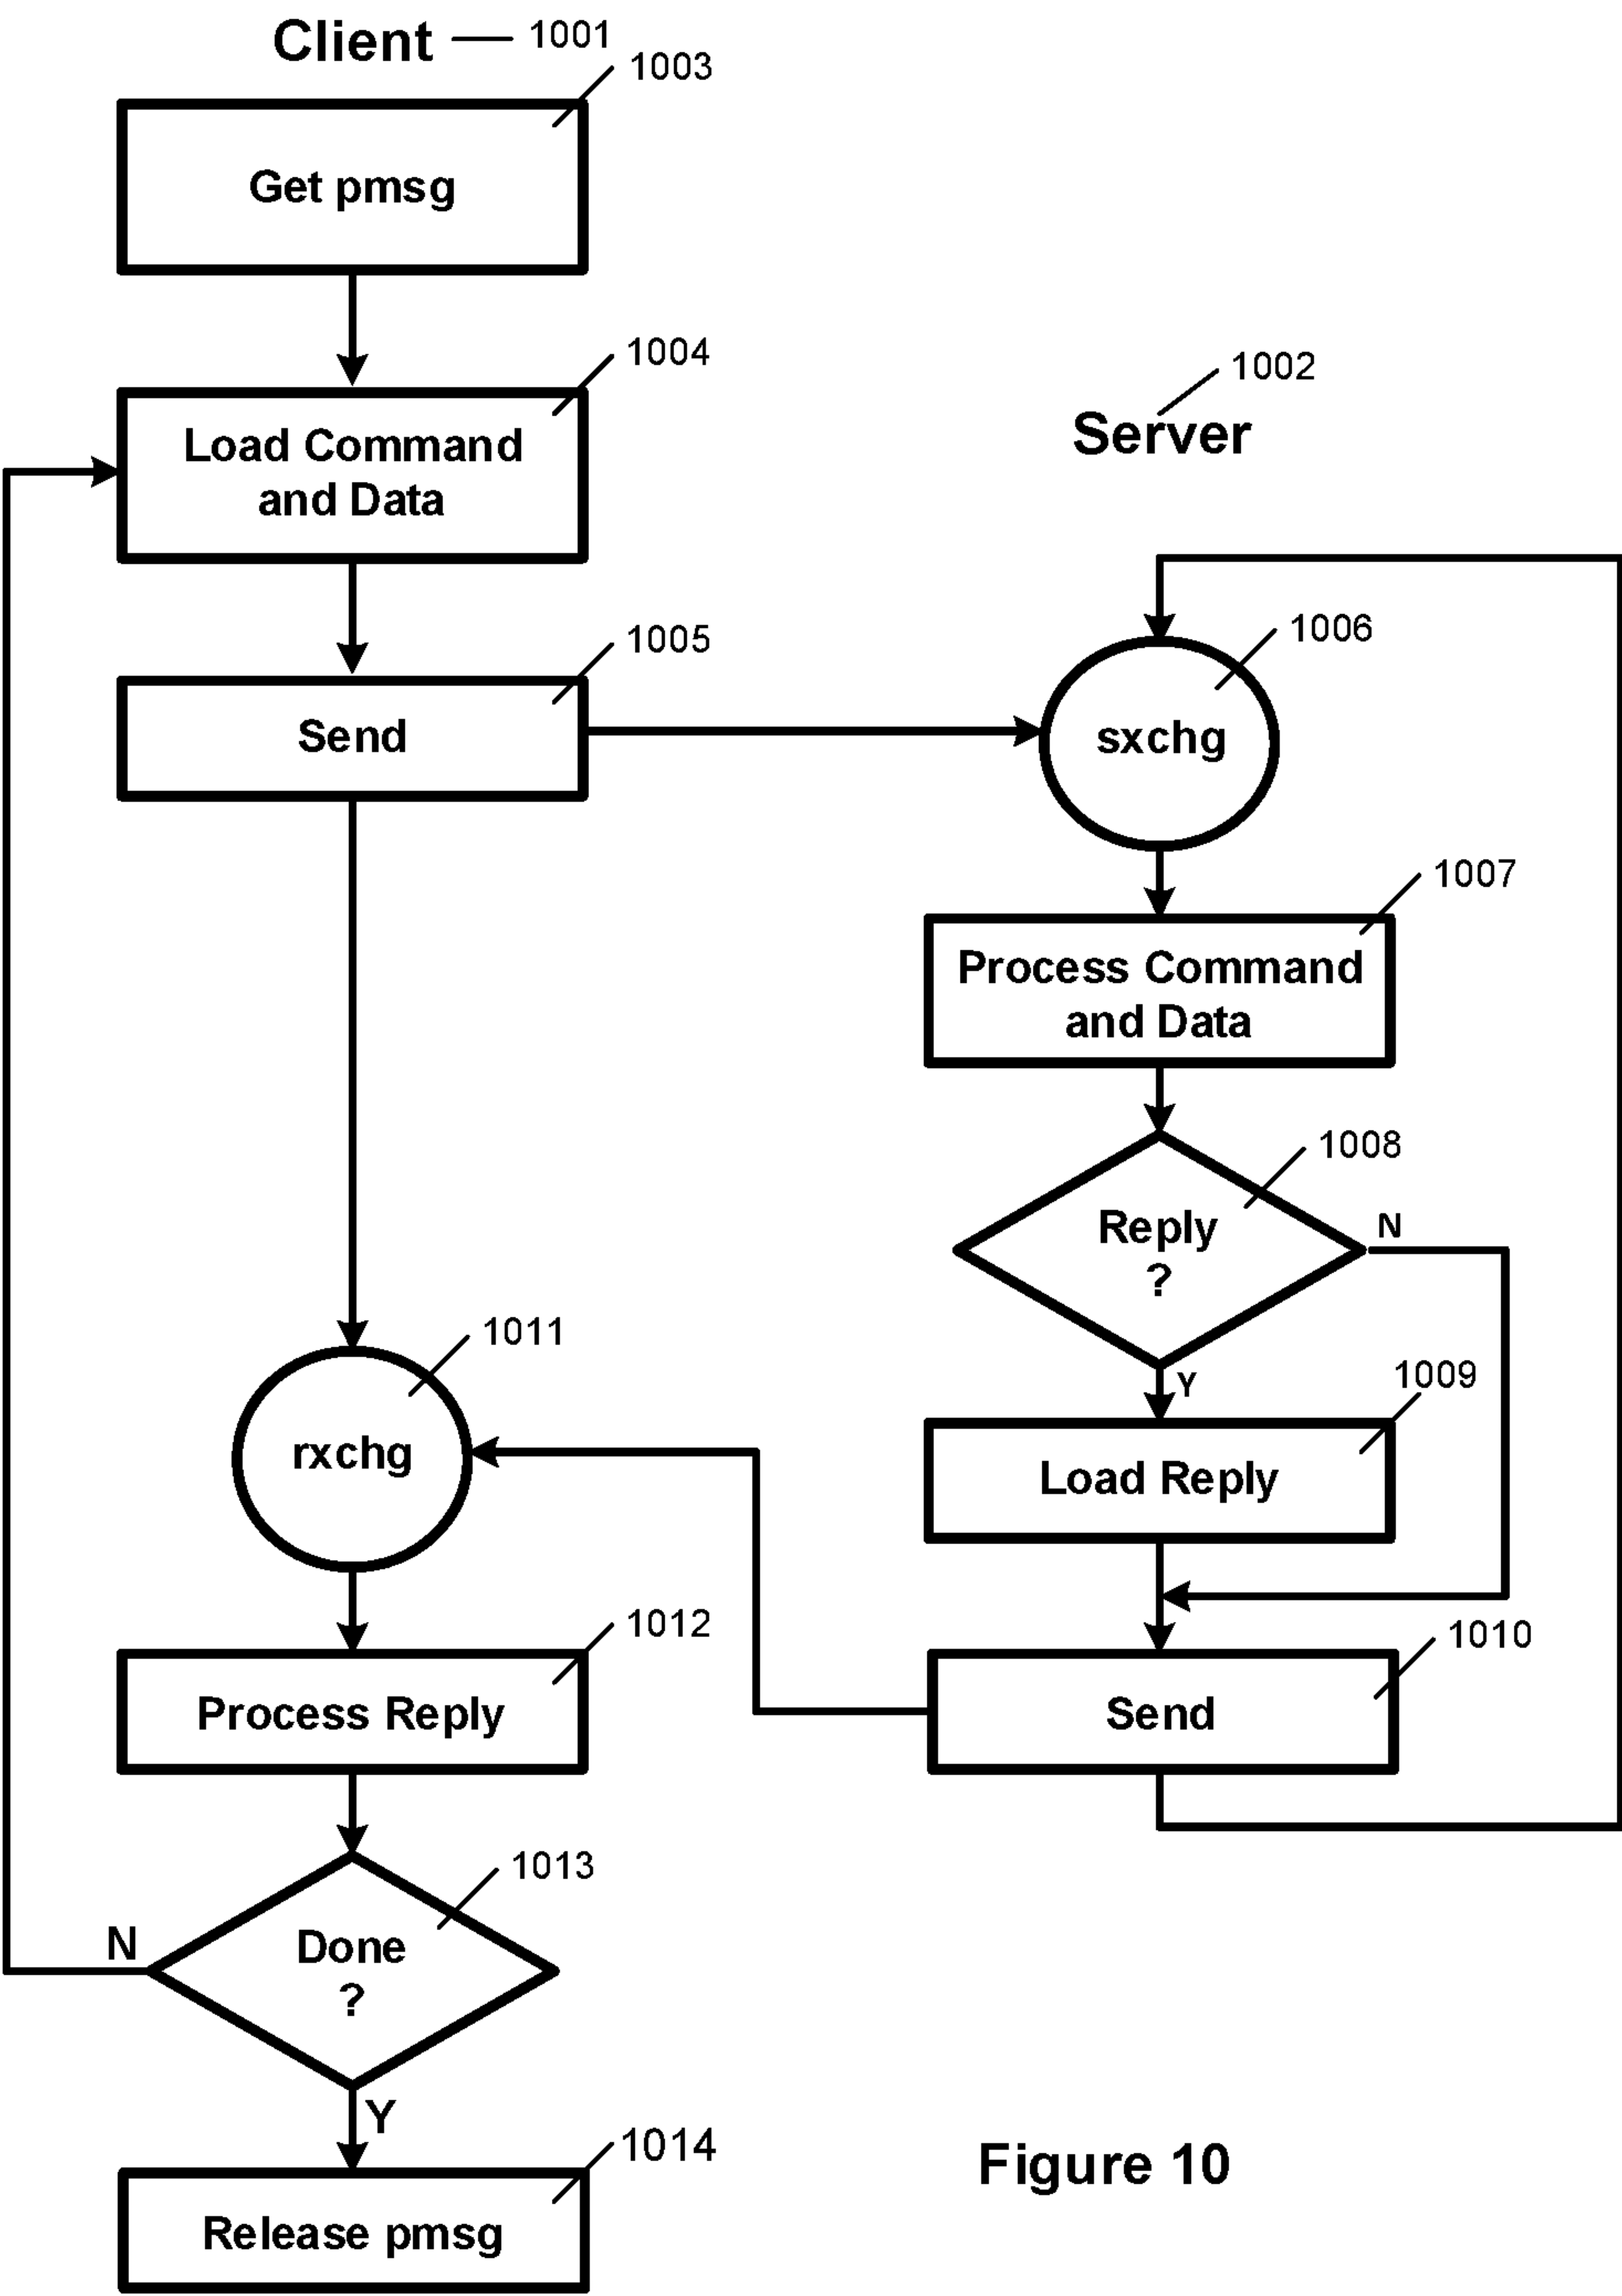 Client
1001
1003
Get pmsg
1004
Load Command
and Data
1002
Server
1005
Send
1006
sxchg
1007
Process Command
and Data
1008
Reply
?
N
Y
1009
Load Reply
1011
rxchg
1010
Send
1012
Process Reply
1013
Done
?
N
Y
1014
Release pmsg
Figure 10